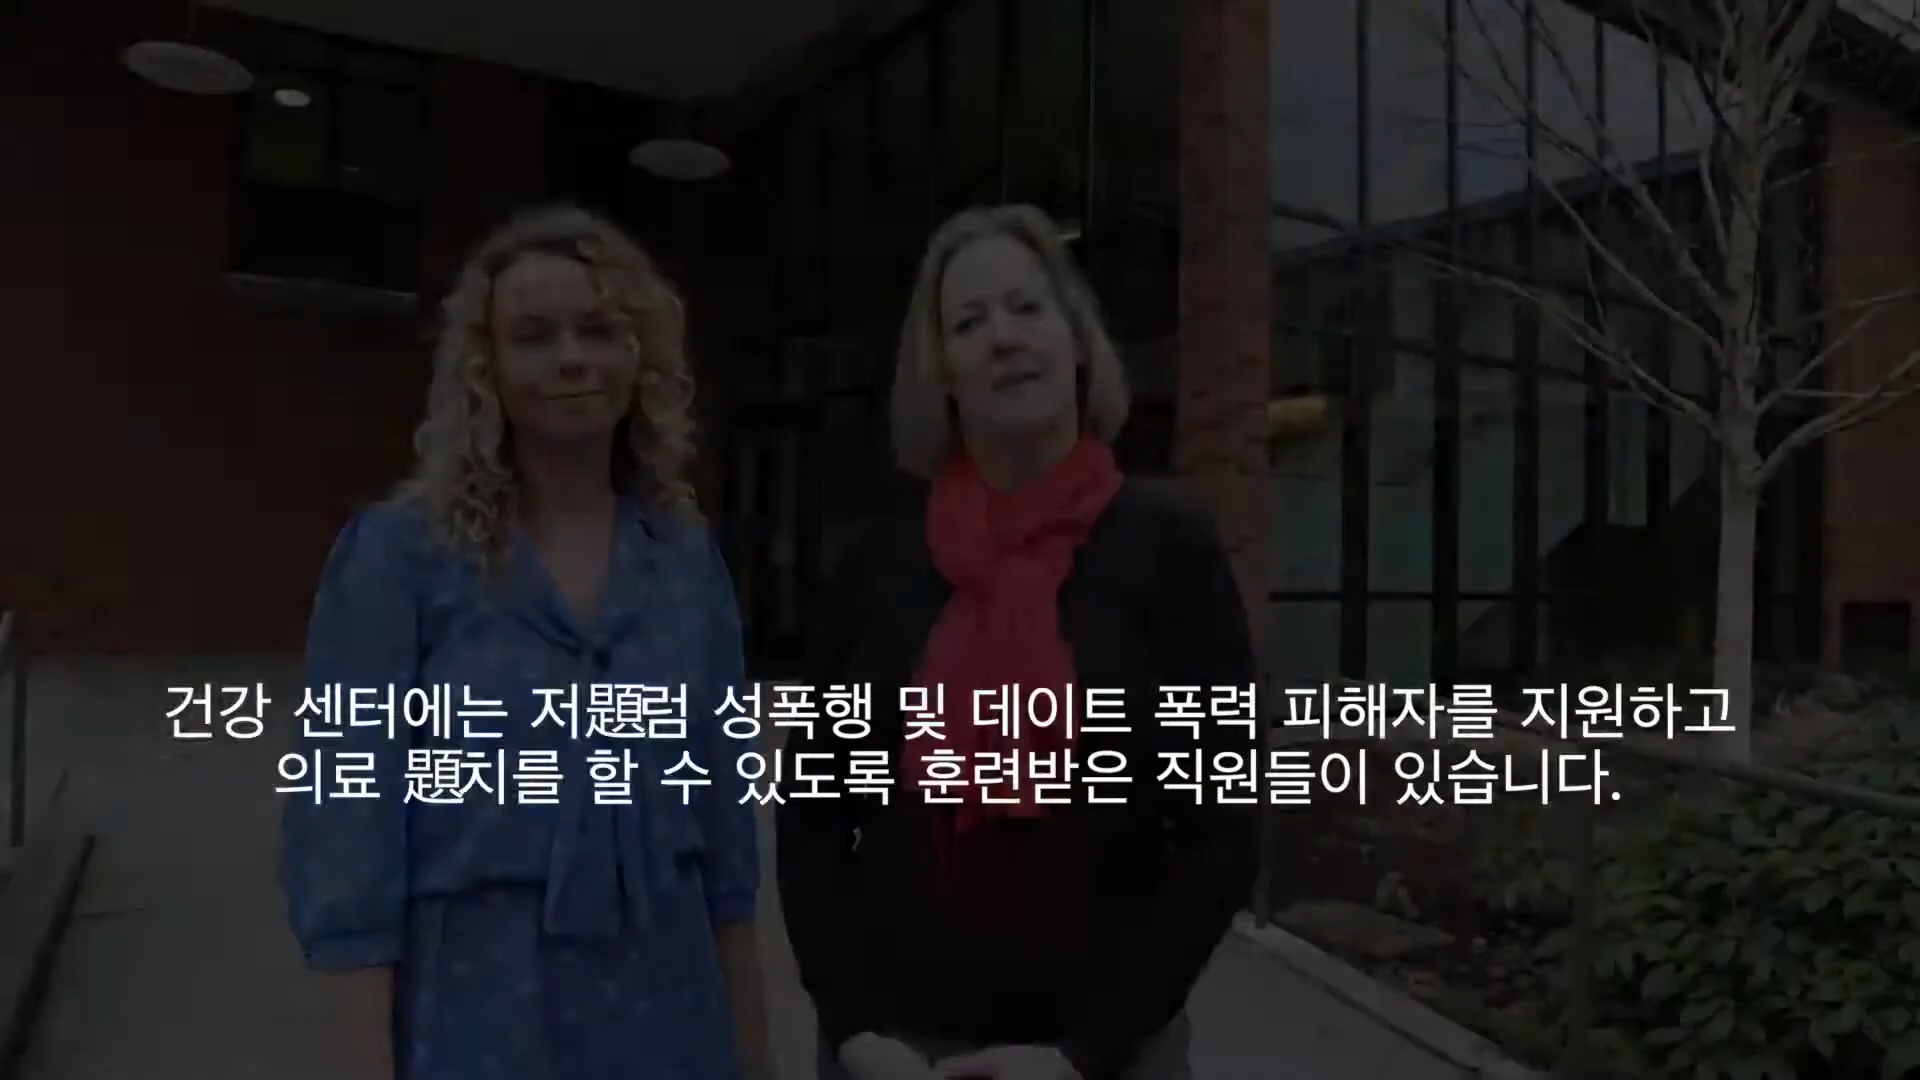 건강 센터에는 저題럼 성폭행 및 데이트 폭력 피해자를 지원하고
의료 題치를 할 수 있도록 훈련받은 직원들이 있습니다.